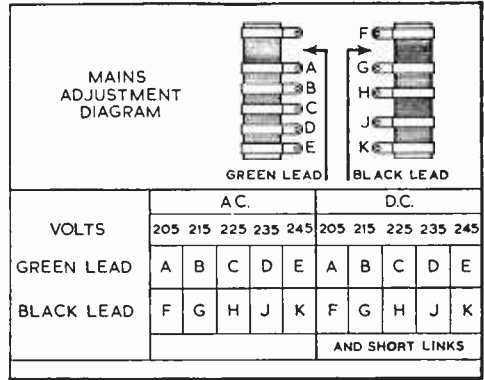 MAINS
ADJUSTMENT
DIAGRAM
A
B
C
D
E
GREEN LEAD
F
G
H
J
K
BLACK LEAD
A.C. D.C.
VOLTS 205 215 225 235 245 205 215 225 235 245
GREEN LEAD A B C D E A B C D E
BLACK LEAD F G H J K F G H J K
AND SHORT LINKS